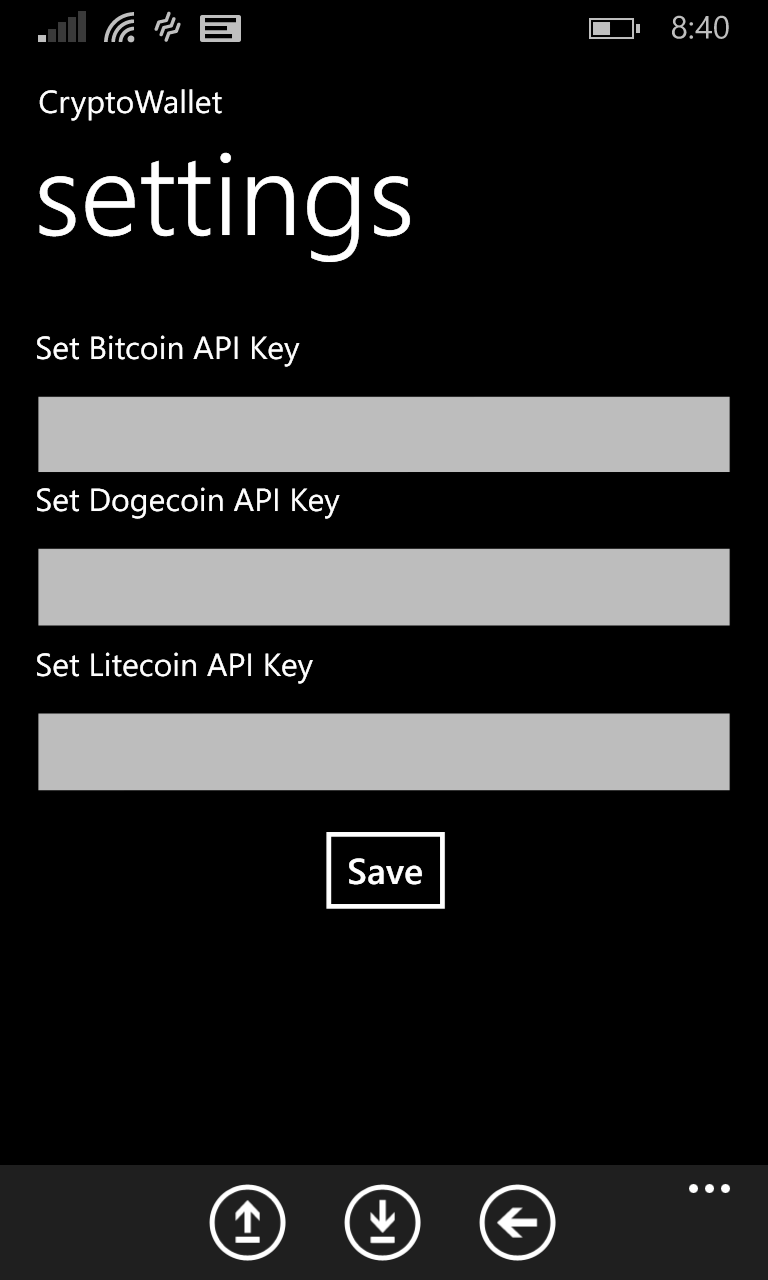 8:40
CryptoWallet
settings
Set Bitcoin API Key
Set Dogecoin API Key
Set Litecoin API Key
Save